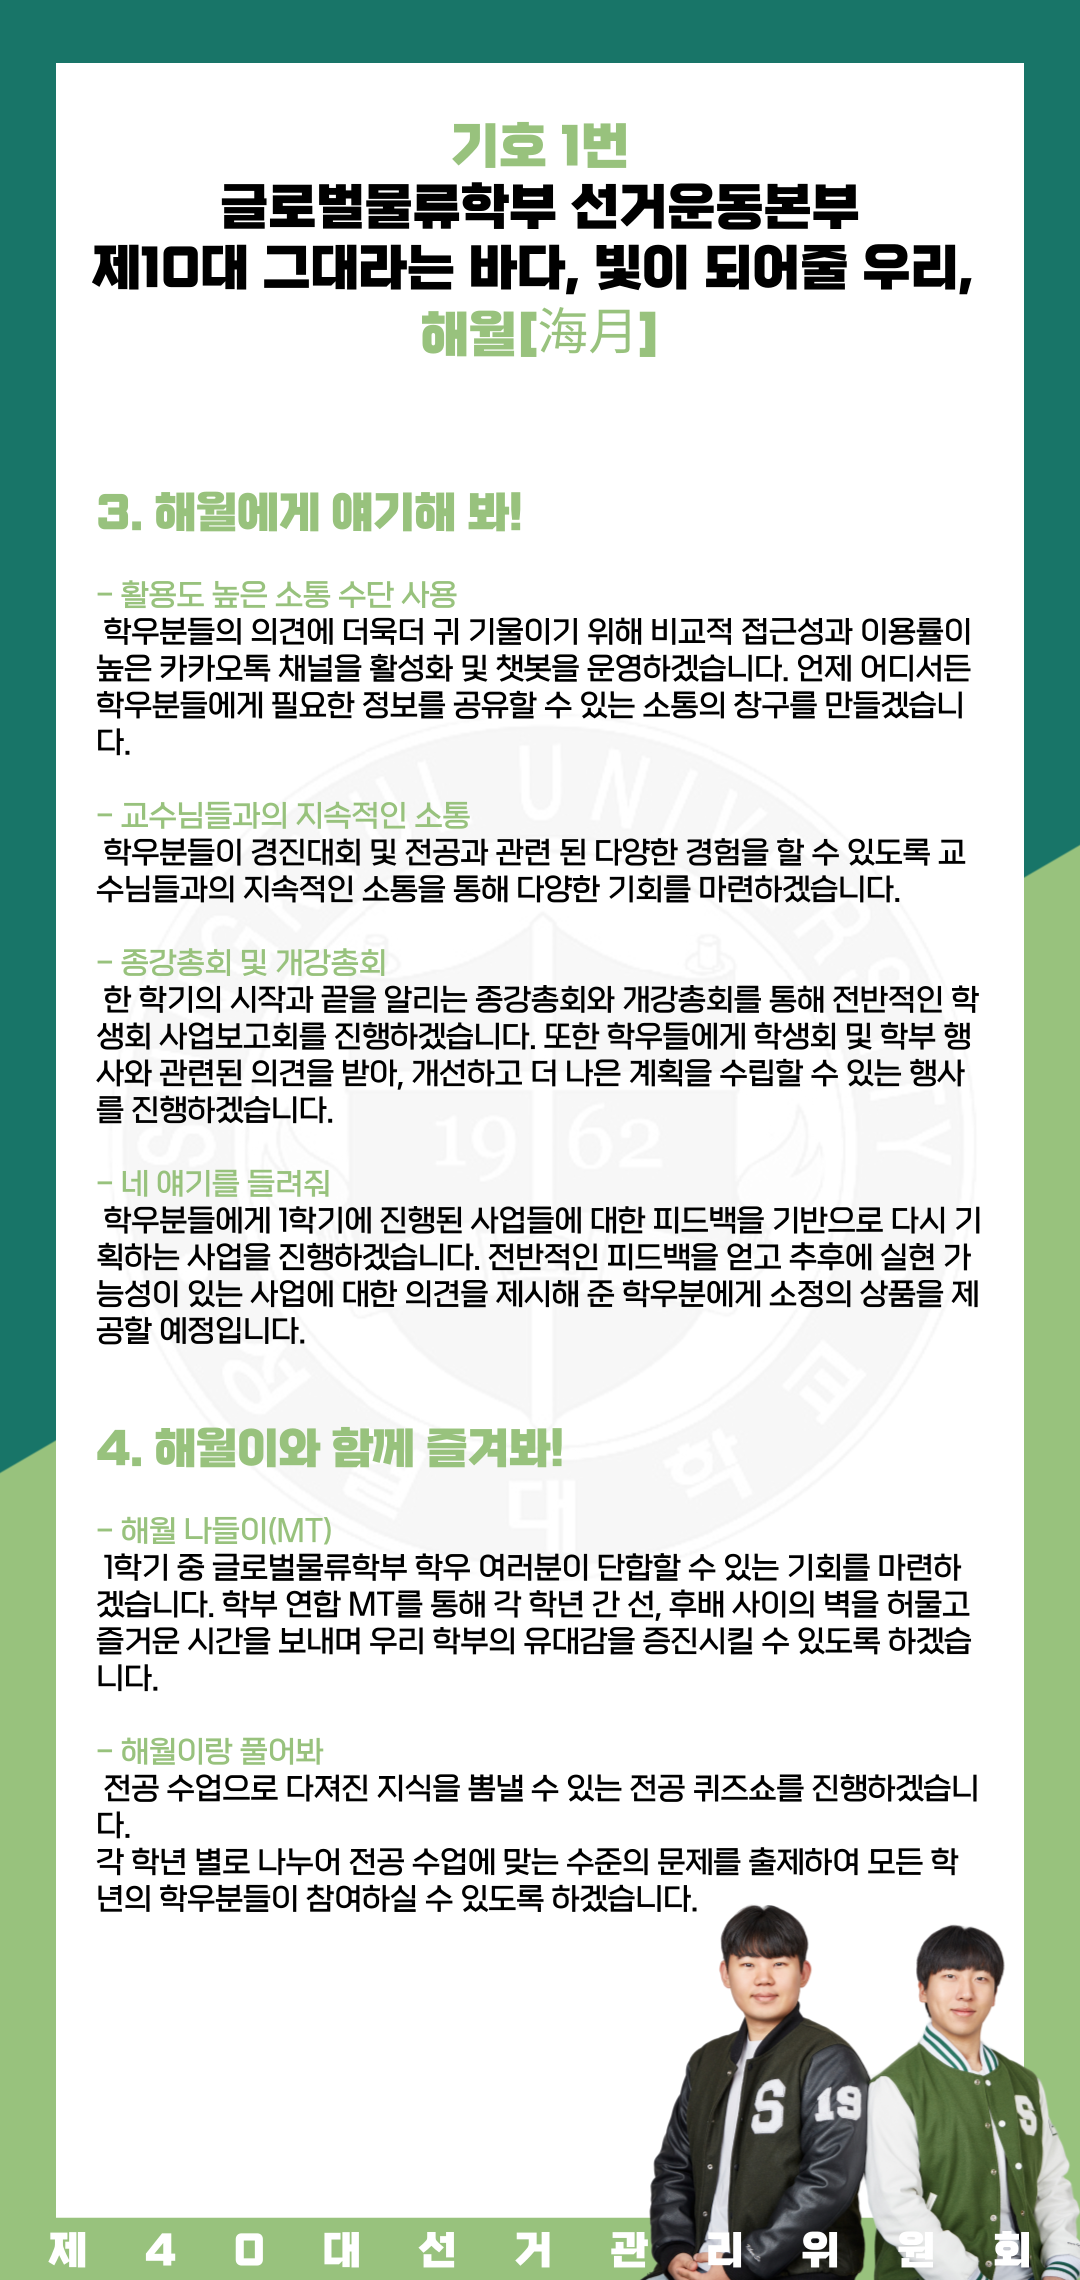 기호 1번
글로벌물류학부 선거운동본부
제10대 그대라는 바다, 빛이 되어줄 우리,
해월[海月]
3. 해월에게 얘기해 봐!
- 활용도 높은 소통 수단 사용
학우분들의 의견에 더욱더 귀 기울이기 위해 비교적 접근성과 이용률이
높은 카카오톡 채널을 활성화 및 챗봇을 운영하겠습니다. 언제 어디서든
학우분들에게 필요한 정보를 공유할 수 있는 소통의 창구를 만들겠습니
다.
- 교수님들과의 지속적인 소통
학우분들이 경진대회 및 전공과 관련 된 다양한 경험을 할 수 있도록 교
수님들과의 지속적인 소통을 통해 다양한 기회를 마련하겠습니다.
- 종강총회 및 개강총회
한 학기의 시작과 끝을 알리는 종강총회와 개강총회를 통해 전반적인 학
생회 사업보고회를 진행하겠습니다. 또한 학우들에게 학생회 및 학부 행
사와 관련된 의견을 받아, 개선하고 더 나은 계획을 수립할 수 있는 행사
를 진행하겠습니다.
1962
- 네 얘기를 들려줘
학우분들에게 1학기에 진행된 사업들에 대한 피드백을 기반으로 다시 기
획하는 사업을 진행하겠습니다. 전반적인 피드백을 얻고 추후에 실현 가
능성이 있는 사업에 대한 의견을 제시해 준 학우분에게 소정의 상품을 제
공할 예정입니다.
4. 해월이와 함께 즐겨봐!
- 해월 나들이(MT)
1학기 중 글로벌물류학부 학우 여러분이 단합할 수 있는 기회를 마련하
겠습니다. 학부 연합 MT를 통해 각 학년 간 선, 후배 사이의 벽을 허물고
즐거운 시간을 보내며 우리 학부의 유대감을 증진시킬 수 있도록 하겠습
니다.
- 해월이랑 풀어봐
전공 수업으로 다져진 지식을 뽐낼 수 있는 전공 퀴즈쇼를 진행하겠습니
다.
각 학년 별로 나누어 전공 수업에 맞는 수준의 문제를 출제하여 모든 학
년의 학우분들이 참여하실 수 있도록 하겠습니다.
S 19
S
제40대선거관리위원회